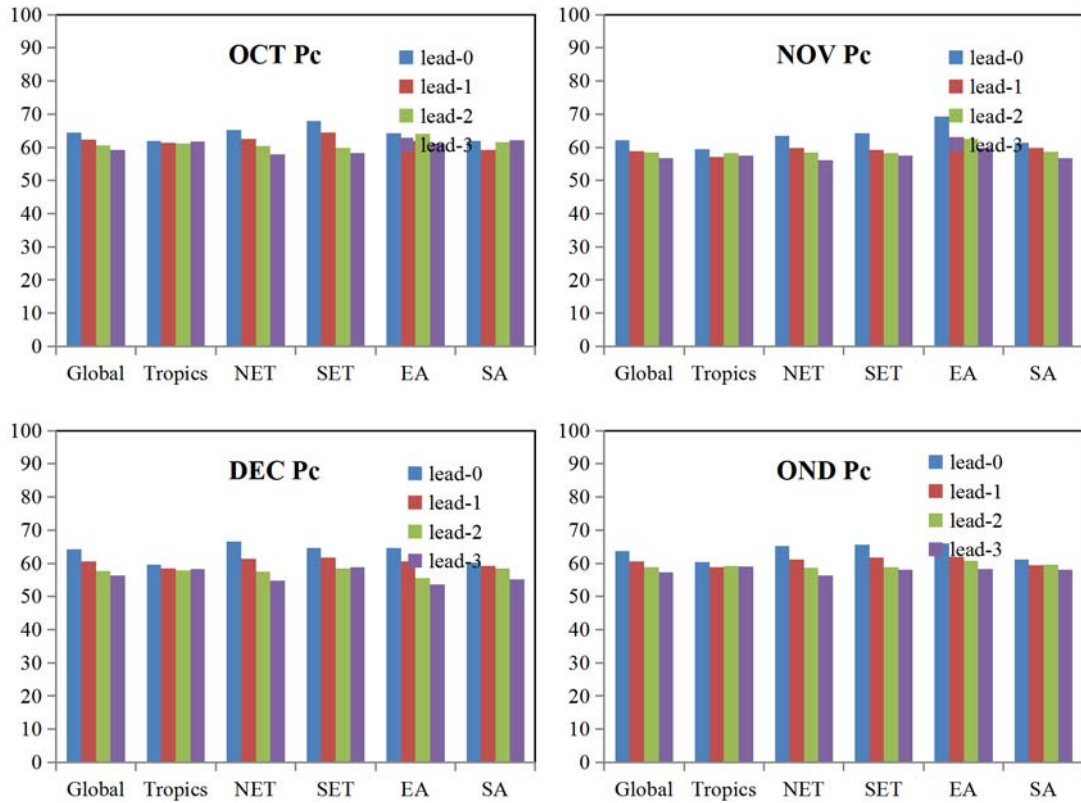 OCT Pc
lead-0
lead-1
lead-2
lead-3
100
90
80
70
60
50
40
30
20
10
0
Global Tropics NET SET EA SA
NOV Pc
lead-0
lead-1
lead-2
lead-3
100
90
80
70
60
50
40
30
20
10
0
Global Tropics NET SET EA SA
DEC Pc
lead-0
lead-1
lead-2
lead-3
100
90
80
70
60
50
40
30
20
10
0
Global Tropics NET SET EA SA
OND Pc
lead-0
lead-1
lead-2
lead-3
100
90
80
70
60
50
40
30
20
10
0
Global Tropics NET SET EA SA